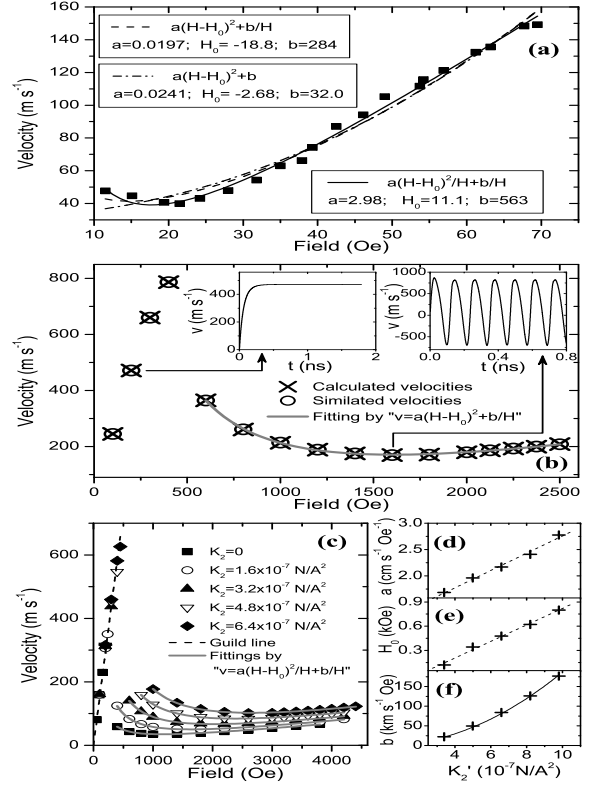 160
140
120
100
80
60
40
Velocity (m s⁻¹)
a(H-H₀)²+b/H
a=0.0197; H₀= -18.8; b=284
a(H-H₀)²+b
a=0.0241; H₀= -2.68; b=32.0
(a)
a(H-H₀)²/H+b/H
a=2.98; H₀=11.1; b=563
10 20 30 40 50 60 70
Field (Oe)
800
600
400
200
Velocity (m s⁻¹)
400
200
0
v (m s⁻¹)
0 1 2
t (ns)
1000
500
0
-500
v (m s⁻¹)
0.0 0.4 0.8
t (ns)
Calculated velocities
Similated velocities
Fitting by "v=a(H-H₀)²+b/H"
(b)
0 500 1000 1500 2000 2500
Field (Oe)
600
400
200
0
Velocity (m s⁻¹)
(c)
K₂=0
K₂=1.6x10⁻⁷ N/A²
K₂=3.2x10⁻⁷ N/A²
K₂=4.8x10⁻⁷ N/A²
K₂=6.4x10⁻⁷ N/A²
Guild line
Fittings by
"v=a(H-H₀)²/H+b/H"
0 1000 2000 3000 4000
Field (Oe)
3.0
2.5
2.0
a (cm s⁻¹ Oe⁻¹)
(d)
0.9
0.6
0.3
H₀ (kOe)
(e)
150
100
50
0
b (km s⁻¹ Oe)
(f)
4 6 8 10
K₂' (10⁻⁷N/A²)